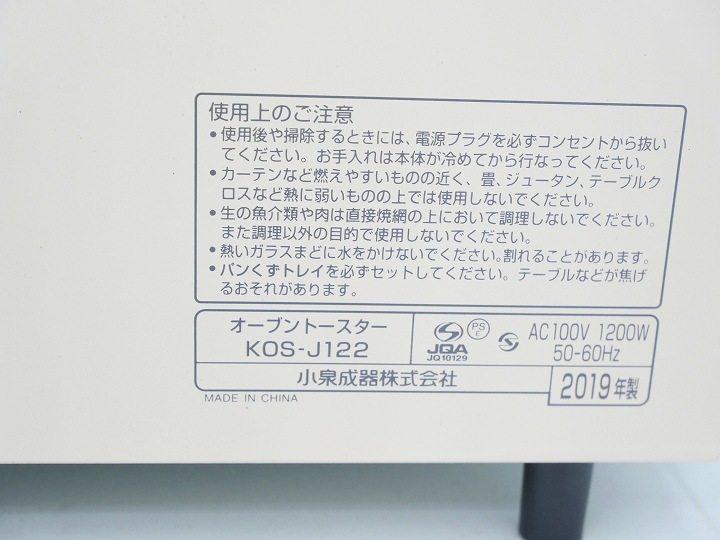 使用上のご注意
●使用後や掃除するときには、電源プラグを必ずコンセントから抜い
てください。お手入れは本体が冷めてから行なってください。
●カーテンなど燃えやすいものの近く、畳、ジュータン、テーブルク
ロスなど熱に弱いものの上では使用しないでください。
●生の魚介類や肉は直接焼網の上において調理しないでください。
また調理以外の目的で使用しないでください。
●熱いガラスまどに水をかけないでください。割れることがあります。
●パンくずトレイを必ずセットしてください。テーブルなどが焦げ
るおそれがあります。
オーブントースター
KOS-J122
JQA
JQ10129
PS
E
S
AC100V 1200W
50-60Hz
小泉成器株式会社
2019年製
MADE IN CHINA